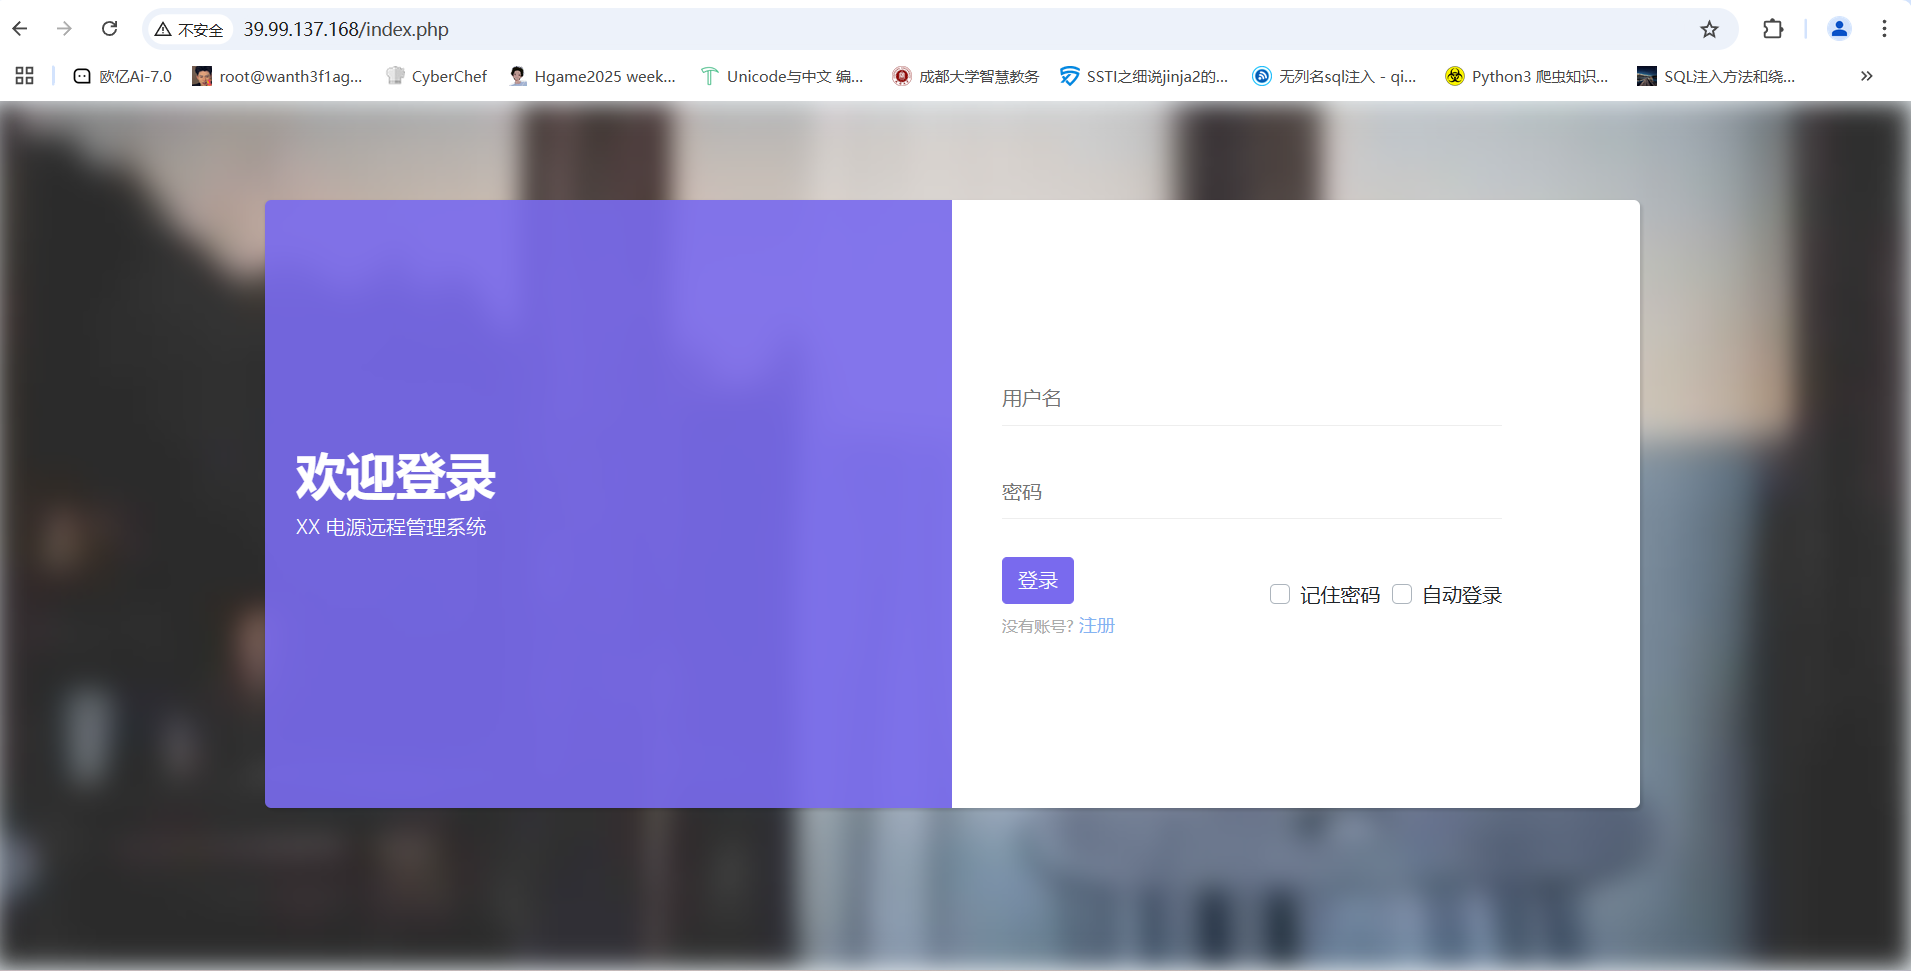 不安全 39.99.137.168/index.php
欧亿Ai-7.0 root@wanth3f1ag... CyberChef Hgame2025 week... Unicode与中文 编... 成都大学智慧教务 SSTI之细说jinja2的... 无列名sql注入 - qi... Python3 爬虫知识... SQL注入方法和绕...
用户名
欢迎登录
密码
XX 电源远程管理系统
登录
记住密码 自动登录
没有账号? 注册